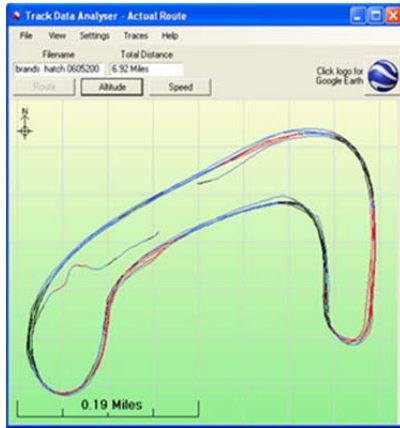 Track Data Analyser - Actual Route
File View Settings Traces Help
Filename Total Distance
brands hatch 0605200 6.92 Miles
Click logo for
Google Earth
Route Altitude Speed
N
0.19 Miles